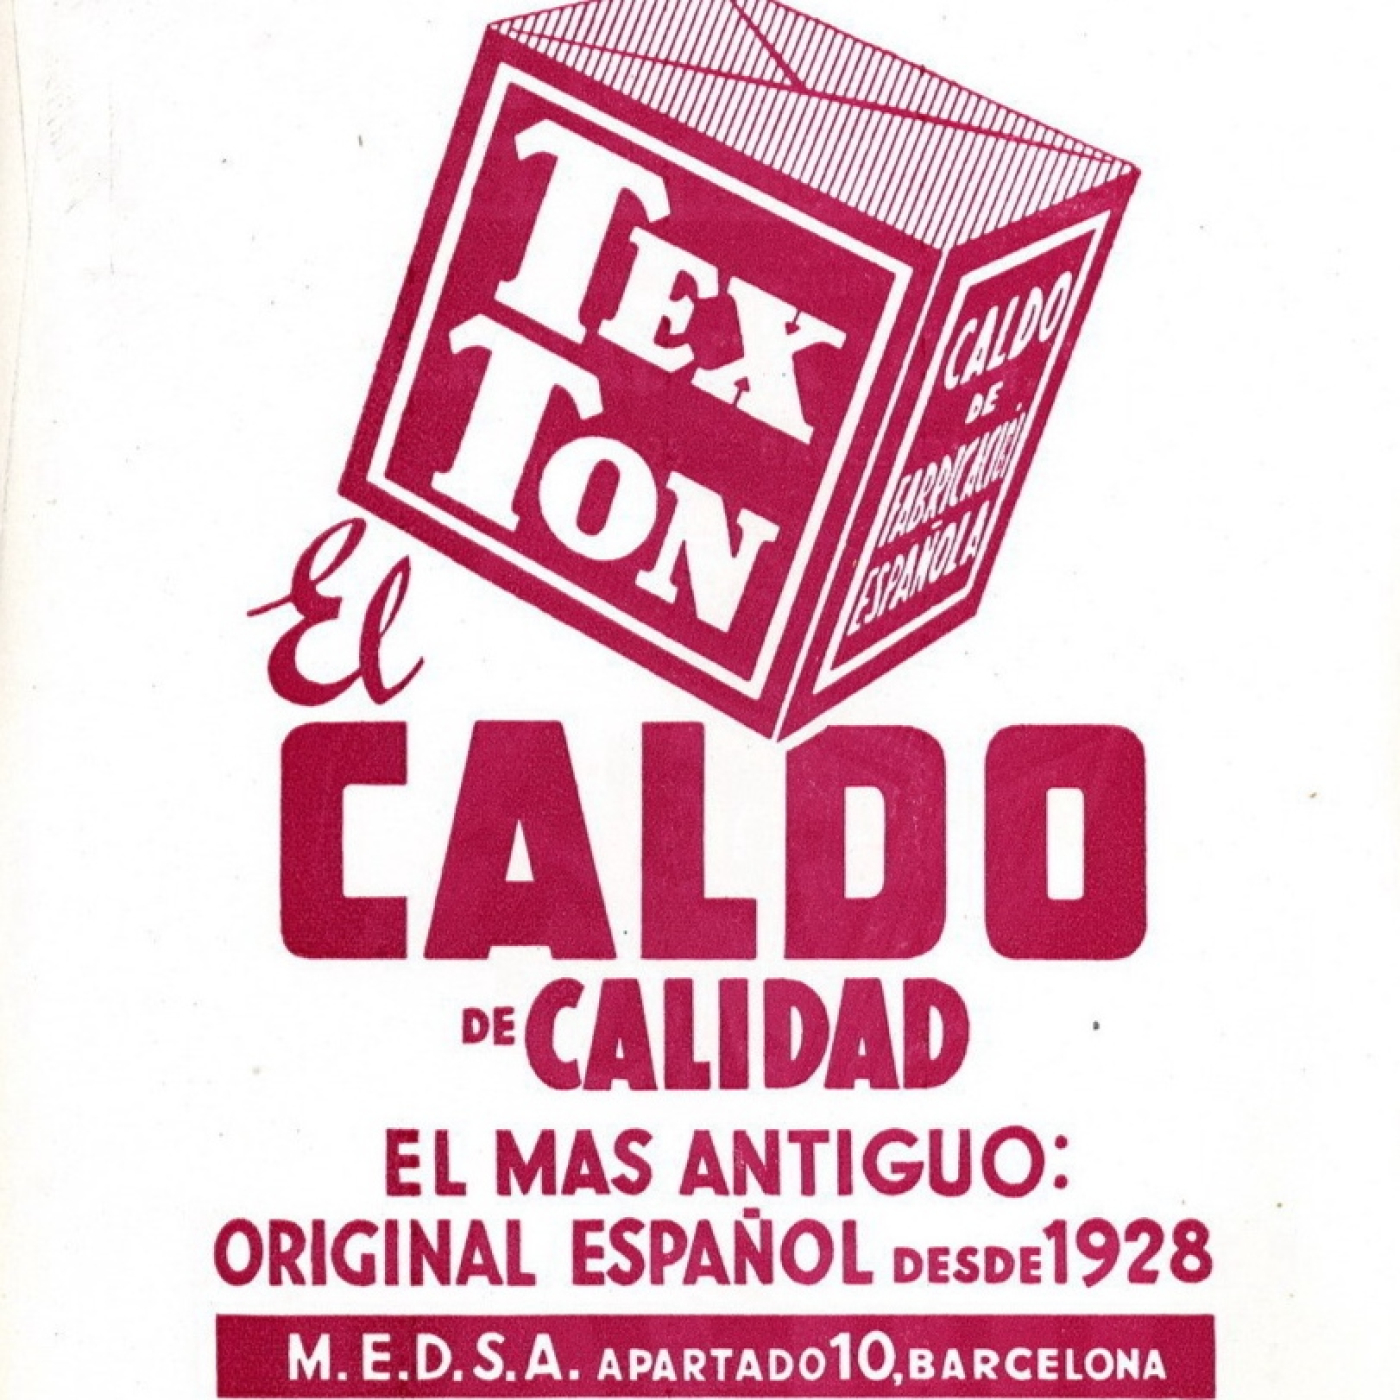 TEX
TON
CALDO
DE
FABRICACIÓN
ESPAÑOLA
El
CALDO
DE CALIDAD
EL MAS ANTIGUO:
ORIGINAL ESPAÑOL DESDE 1928
M.E.D.S.A. APARTADO 10, BARCELONA